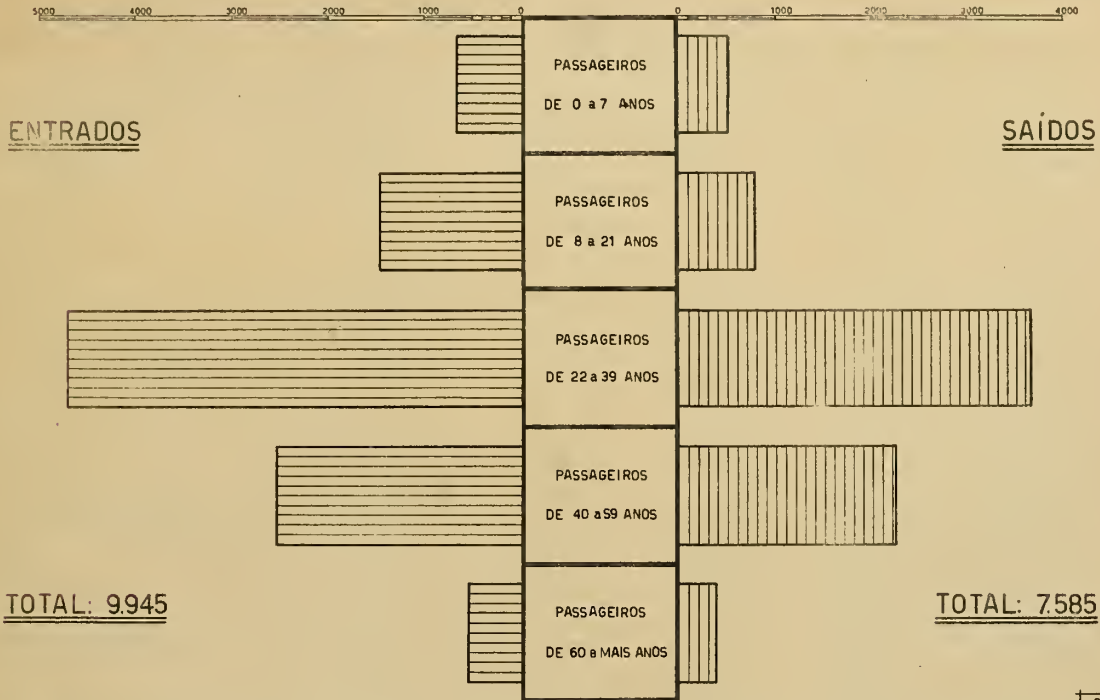 5000 4000 3000 2000 1000 0 0 1000 2000 3000 4000
PASSAGEIROS
DE 0 a 7 ANOS
ENTRADOS
SAÍDOS
PASSAGEIROS
DE 8 a 21 ANOS
PASSAGEIROS
DE 22 a 39 ANOS
PASSAGEIROS
DE 40 a 59 ANOS
TOTAL: 9.945
TOTAL: 7.585
PASSAGEIROS
DE 60 e MAIS ANOS